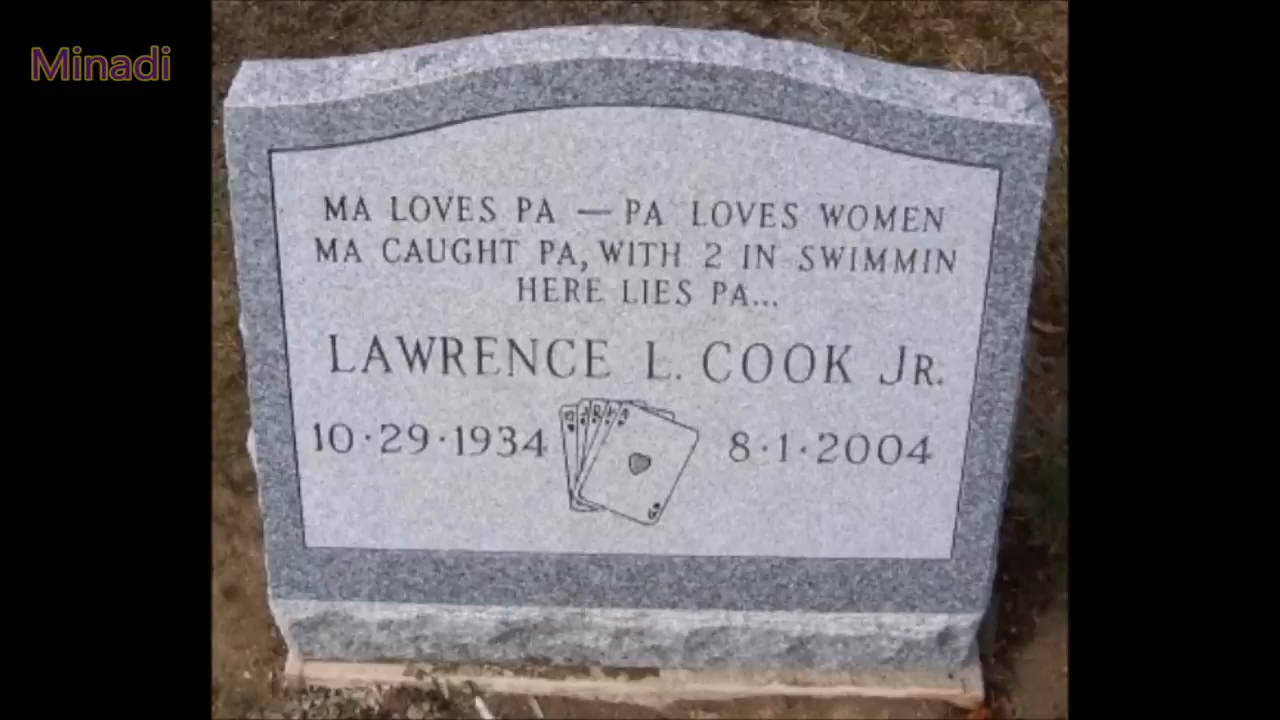 Minadi
MA LOVES PA — PA LOVES WOMEN
MA CAUGHT PA, WITH 2 IN SWIMMIN
HERE LIES PA...
LAWRENCE L. COOK JR.
10·29·1934 8·1·2004